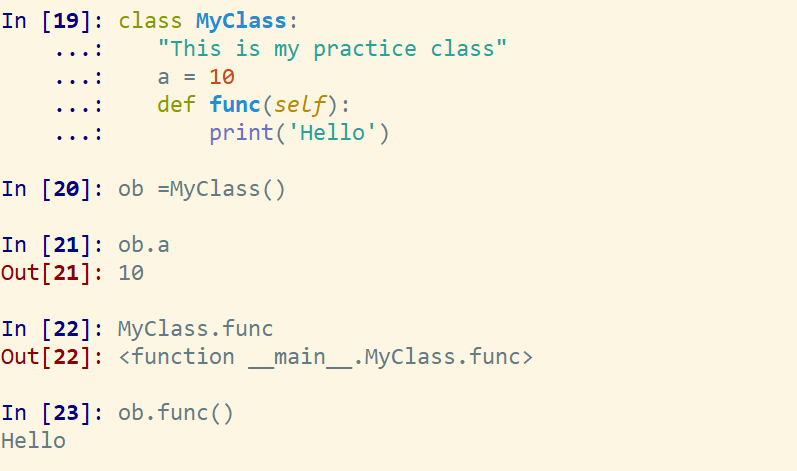 In [19]: class MyClass:
    ...:    "This is my practice class"
    ...:    a = 10
    ...:    def func(self):
    ...:        print('Hello')
In [20]: ob =MyClass()
In [21]: ob.a
Out[21]: 10
In [22]: MyClass.func
Out[22]: <function __main__.MyClass.func>
In [23]: ob.func()
Hello